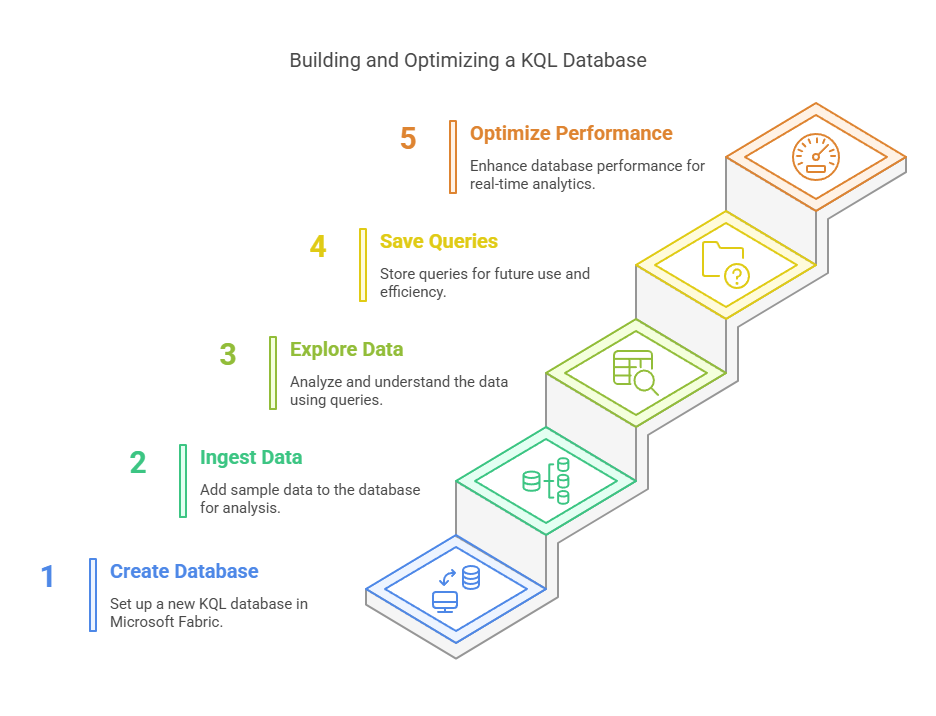 Building and Optimizing a KQL Database
5
Optimize Performance
Enhance database performance for
real-time analytics.
4
Save Queries
Store queries for future use and
efficiency.
3
Explore Data
Analyze and understand the data
using queries.
2
Ingest Data
Add sample data to the database
for analysis.
1
Create Database
Set up a new KQL database in
Microsoft Fabric.
?